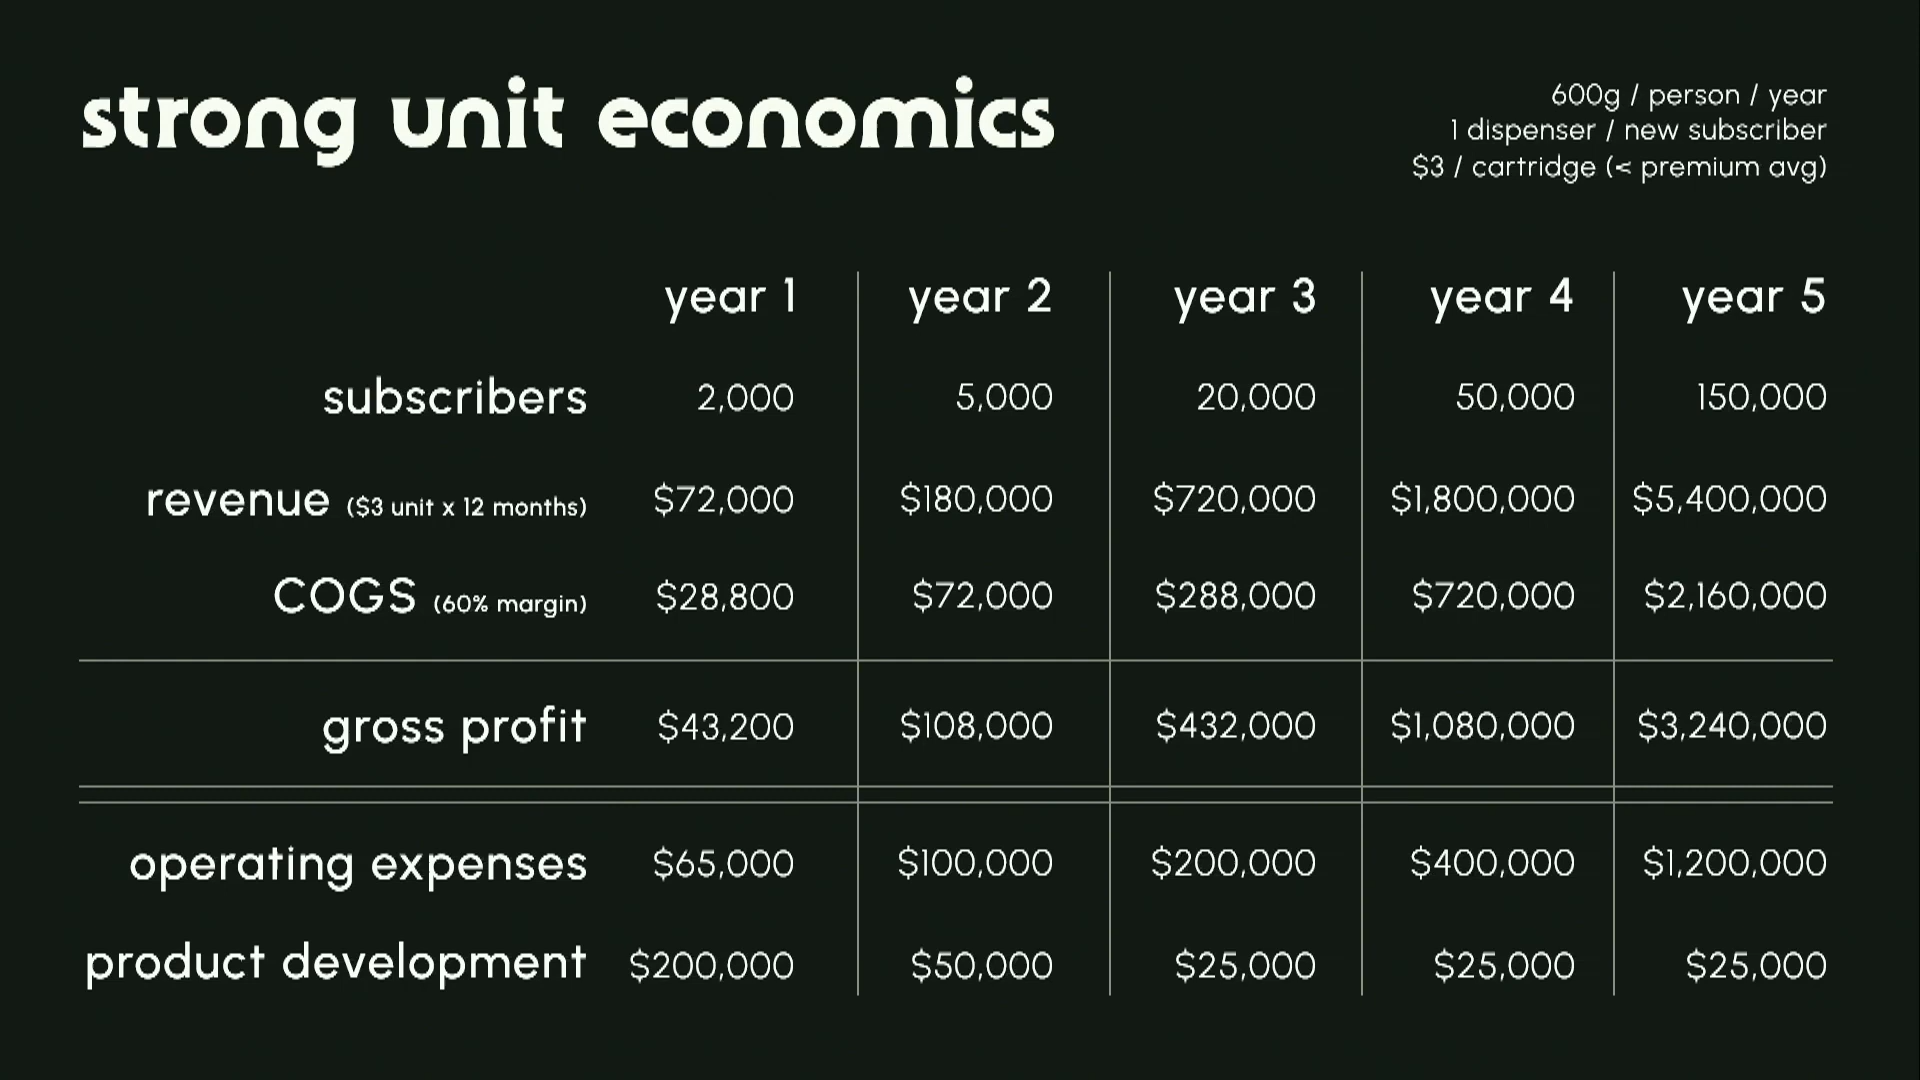 strong unit economics
600g / person / year
1 dispenser / new subscriber
$3 / cartridge (< premium avg)
year 1 year 2 year 3 year 4 year 5
subscribers 2,000 5,000 20,000 50,000 150,000
revenue ($3 unit x 12 months) $72,000 $180,000 $720,000 $1,800,000 $5,400,000
COGS (60% margin) $28,800 $72,000 $288,000 $720,000 $2,160,000
gross profit $43,200 $108,000 $432,000 $1,080,000 $3,240,000
operating expenses $65,000 $100,000 $200,000 $400,000 $1,200,000
product development $200,000 $50,000 $25,000 $25,000 $25,000